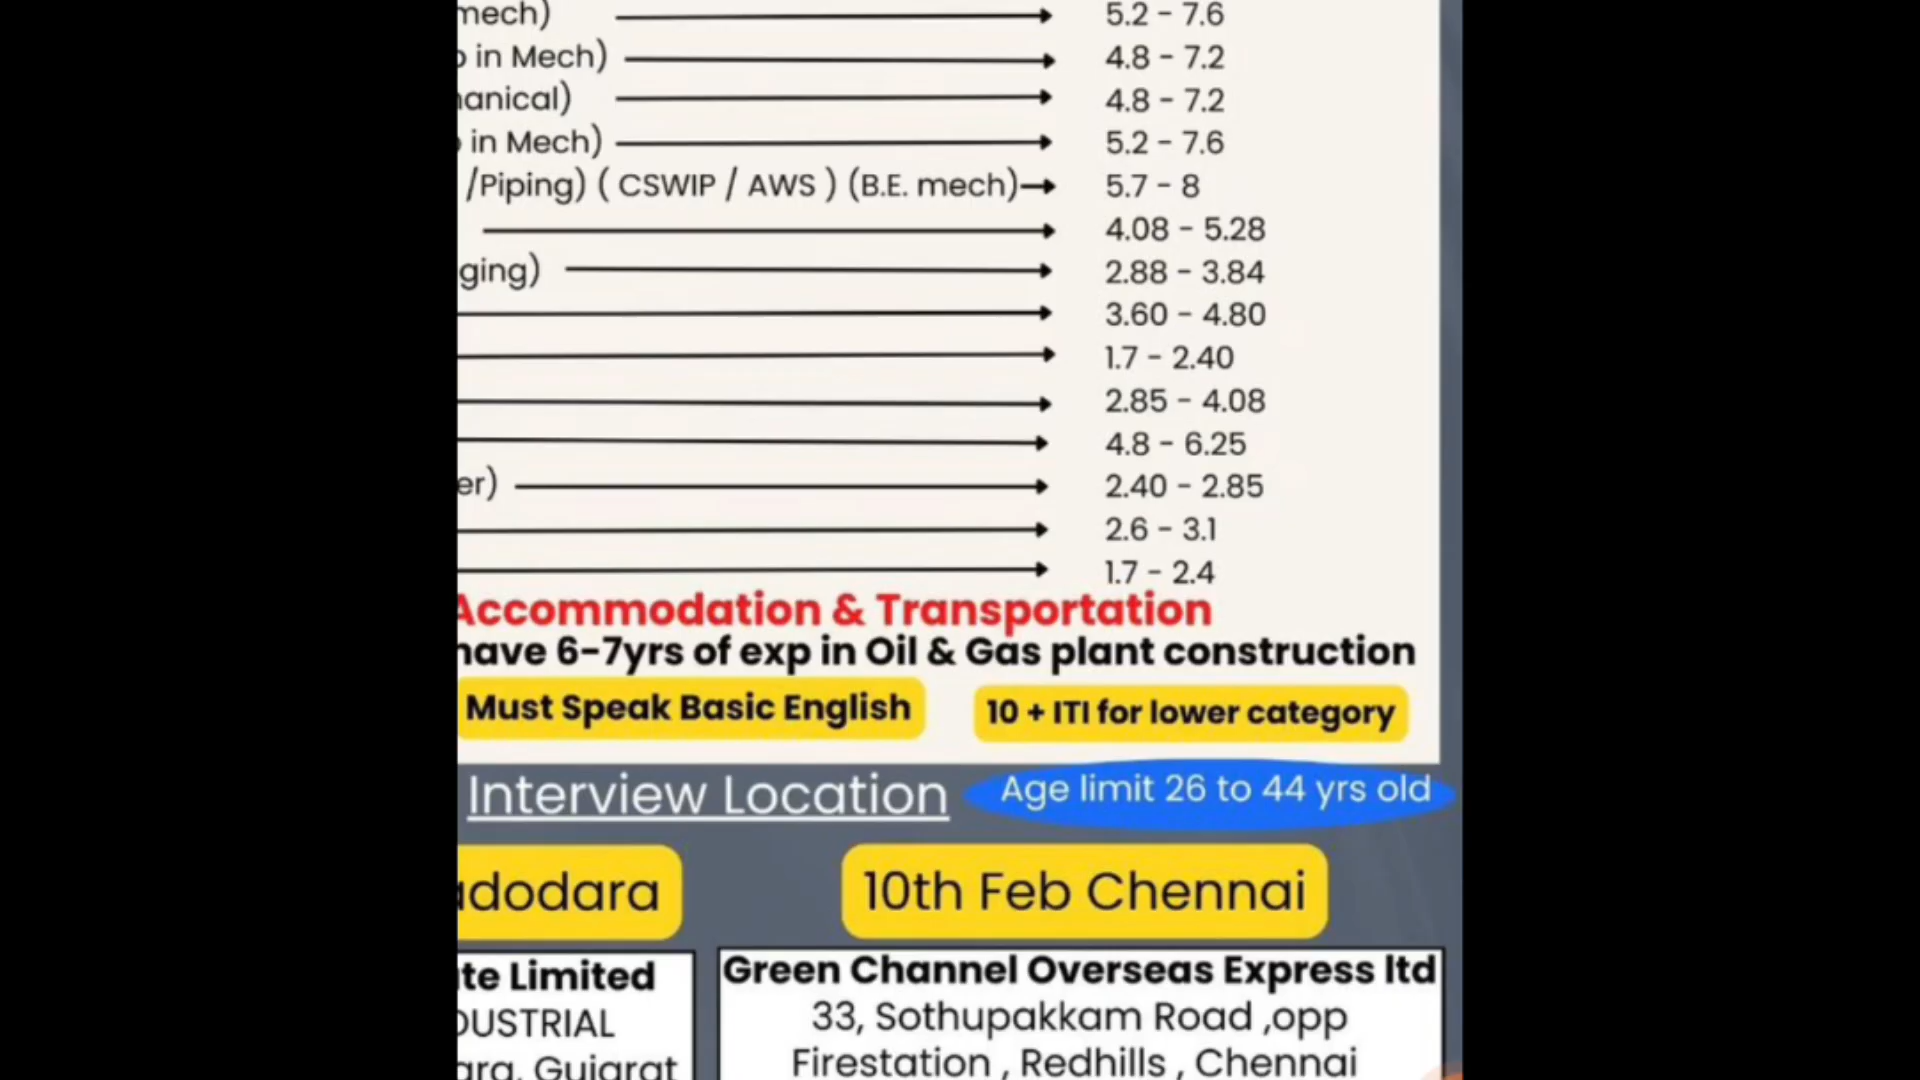 mech) 5.2 - 7.6
in Mech) 4.8 - 7.2
4.8 - 7.2
in Mech) 5.2 - 7.6
/Piping) ( CSWIP / AWS ) (B.E. mech) 5.7 - 8
4.08 - 5.28
ging) 2.88 - 3.84
3.60 - 4.80
1.7 - 2.40
2.85 - 4.08
4.8 - 6.25
er) 2.40 - 2.85
2.6 - 3.1
1.7 - 2.4
Accommodation & Transportation
have 6-7yrs of exp in Oil & Gas plant construction
Must Speak Basic English
10 + ITI for lower category
Interview Location
Age limit 26 to 44 yrs old
adodara
10th Feb Chennai
te Limited
DUSTRIAL
ara, Gujarat
Green Channel Overseas Express ltd
33, Sothupakkam Road ,opp
Firestation , Redhills , Chennai